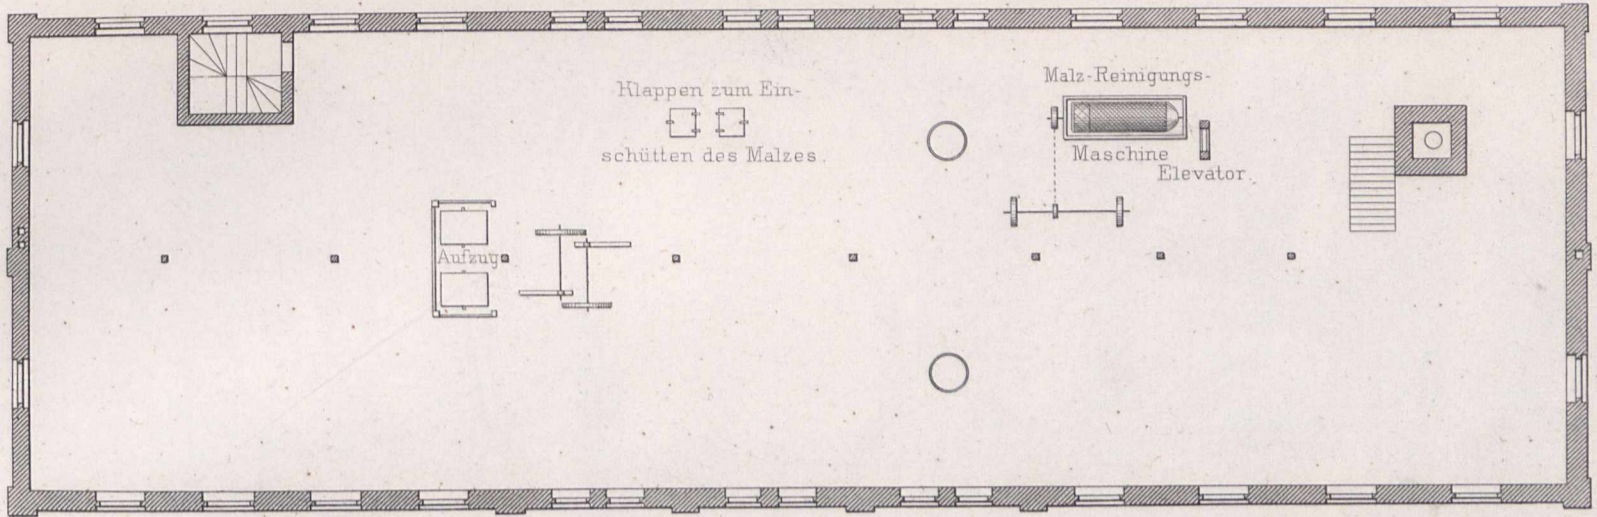 Klappen zum Ein-
schütten des Malzes.
Malz-Reinigungs-
Maschine
Elevator.
Aufzug